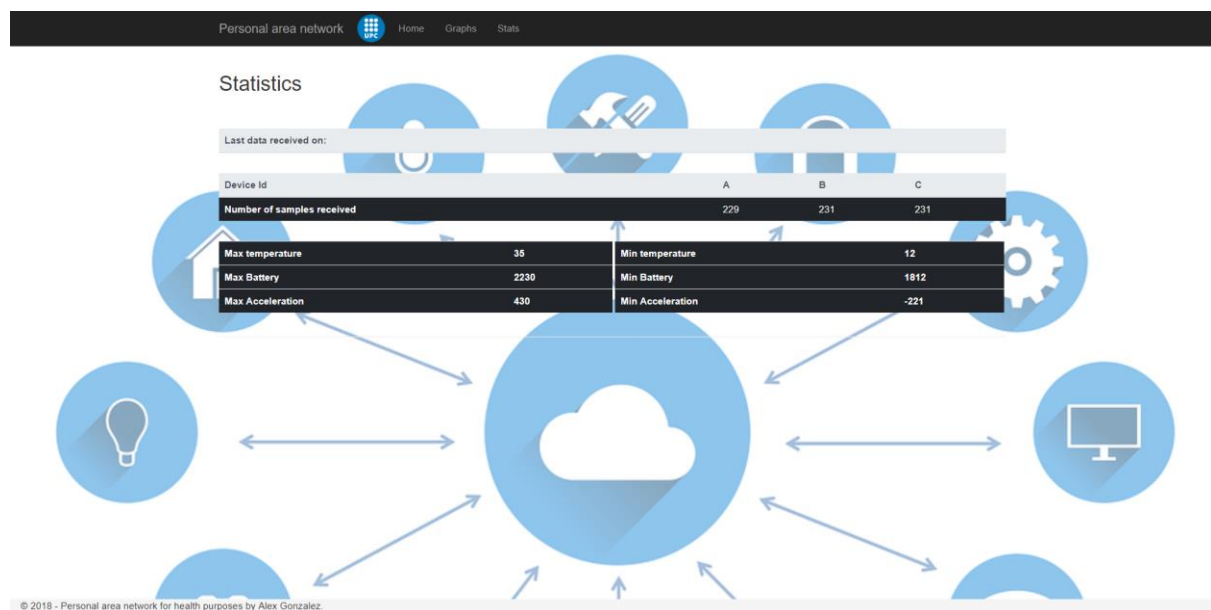 Personal area network UPC Home Graphs Stats
Statistics
Last data received on:
Device Id A B C
Number of samples received 229 231 231
Max temperature 35 Min temperature 12
Max Battery 2230 Min Battery 1812
Max Acceleration 430 Min Acceleration -221
© 2018 - Personal area network for health purposes by Alex Gonzalez.